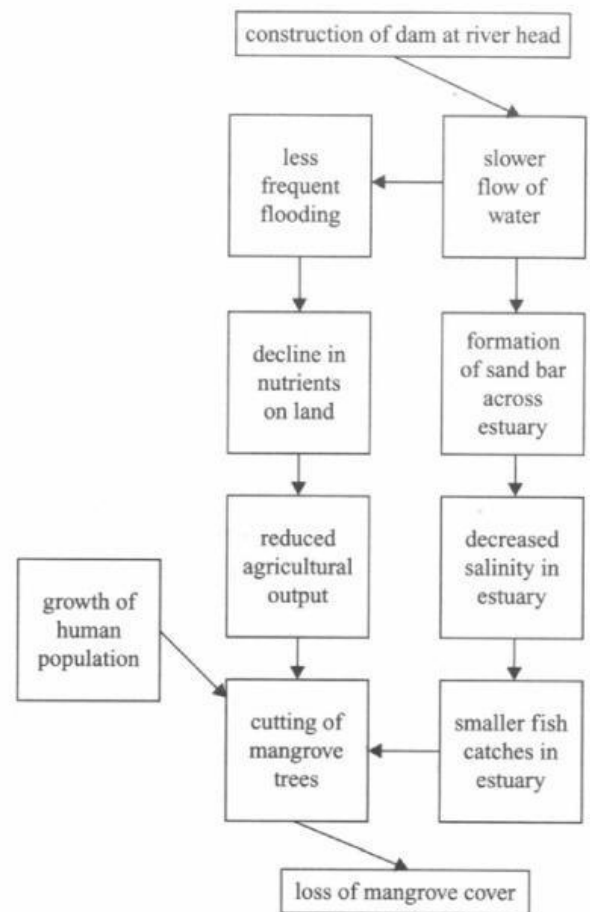 construction of dam at river head
less
frequent
flooding
slower
flow of
water
decline in
nutrients
on land
formation
of sand bar
across
estuary
reduced
agricultural
output
decreased
salinity in
estuary
growth of
human
population
cutting of
mangrove
trees
smaller fish
catches in
estuary
loss of mangrove cover